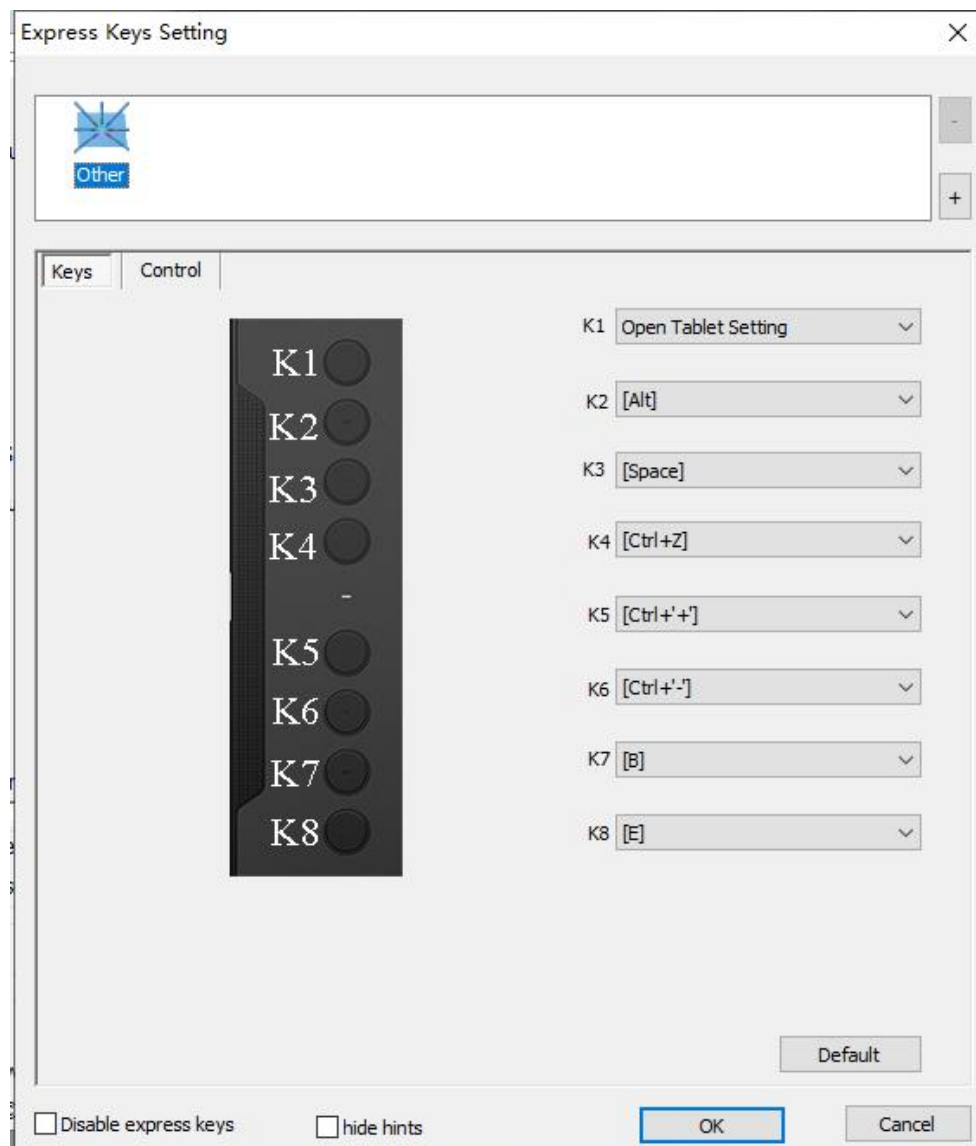 Express Keys Setting
-
Other
+
Keys
Control
K1
K2
K3
K4
-
K5
K6
K7
K8
K1 Open Tablet Setting
K2 [Alt]
K3 [Space]
K4 [Ctrl+Z]
K5 [Ctrl+'+']
K6 [Ctrl+'-']
K7 [B]
K8 [E]
Default
Disable express keys
hide hints
OK
Cancel